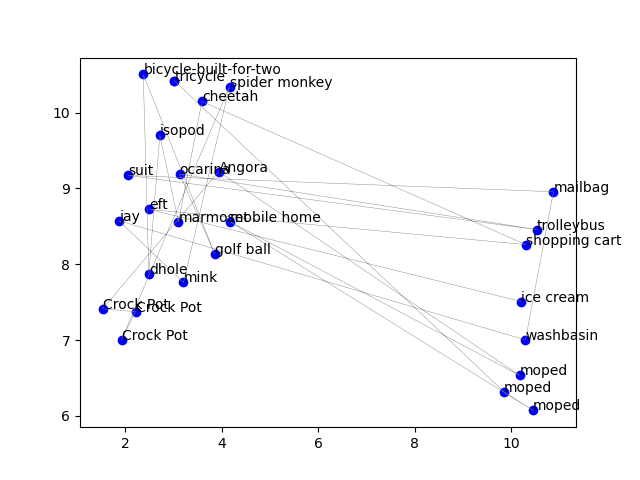 bicycle-built-for-two
tricycle
spider monkey
cheetah
isopod
suit
ocarina
Angora
mailbag
eft
jay
marmoset
mobile home
trolleybus
shopping cart
golf ball
dhole
mink
ice cream
Crock Pot
Crock Pot
Crock Pot
washbasin
moped
moped
moped
10
9
8
7
6
2
4
6
8
10